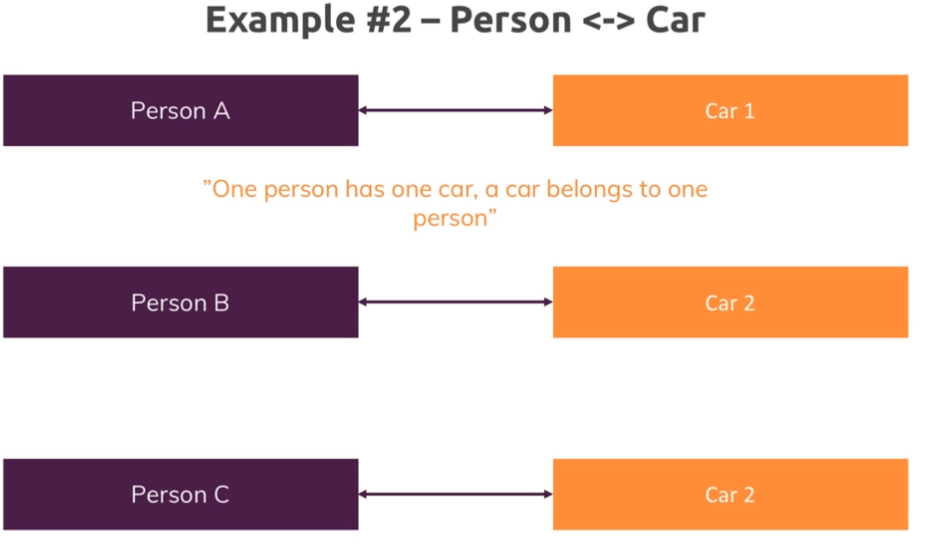 Example #2 – Person <-> Car
Person A
Car 1
”One person has one car, a car belongs to one
person”
Person B
Car 2
Person C
Car 2